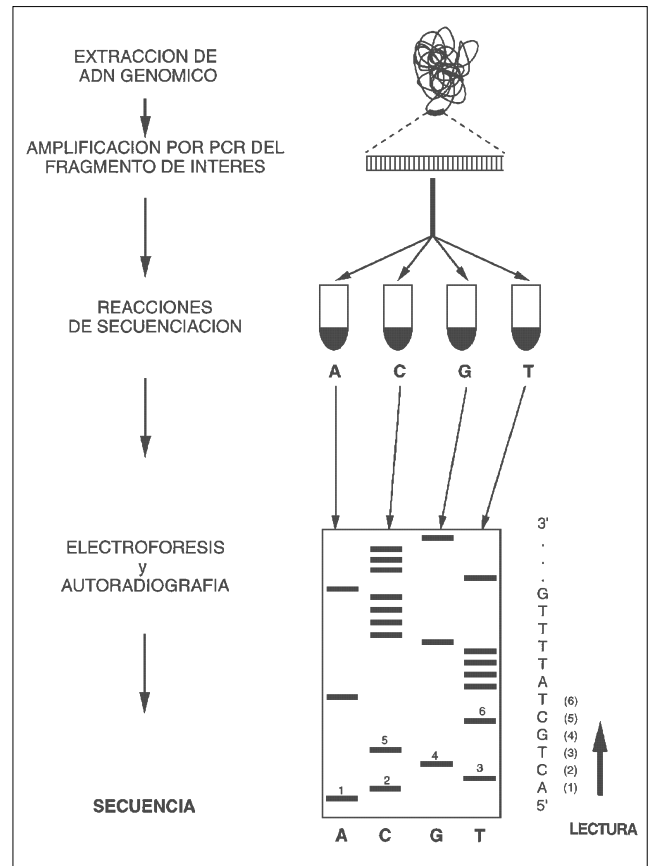 EXTRACCION DE
ADN GENOMICO
AMPLIFICACION POR PCR DEL
FRAGMENTO DE INTERES
REACCIONES
DE SECUENCIACION
A C G T
ELECTROFORESIS
y
AUTORADIOGRAFIA
SECUENCIA
1
2
3
4
5
6
A C G T
3'
.
.
.
G
T
T
T
T
A
T (6)
C (5)
G (4)
T (3)
C (2)
A (1)
5'
LECTURA